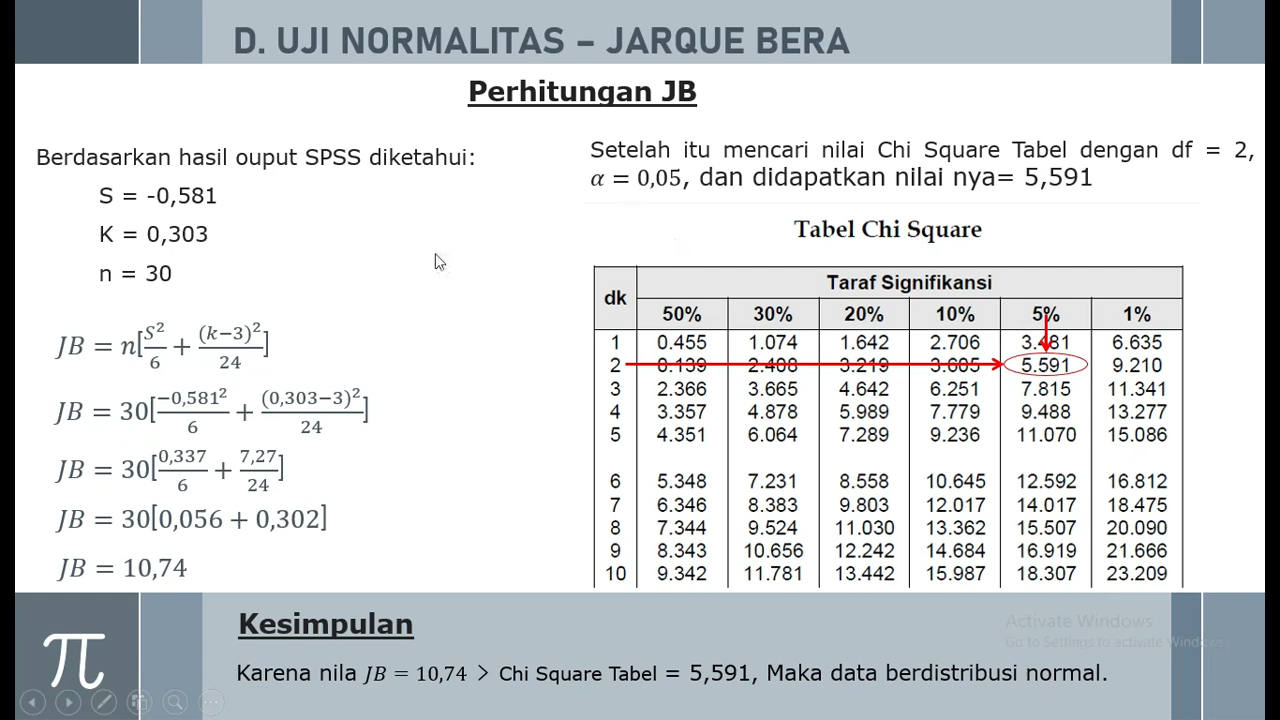 D. UJI NORMALITAS – JARQUE BERA
Perhitungan JB
Berdasarkan hasil ouput SPSS diketahui:
S = -0,581
K = 0,303
n = 30
JB = n[S²/6 + (k−3)²/24]
JB = 30[−0,581²/6 + (0,303−3)²/24]
JB = 30[0,337/6 + 7,27/24]
JB = 30[0,056 + 0,302]
JB = 10,74
Setelah itu mencari nilai Chi Square Tabel dengan df = 2,
α = 0,05, dan didapatkan nilai nya= 5,591
Tabel Chi Square
dk Taraf Signifikansi
50% 30% 20% 10% 5% 1%
1 0.455 1.074 1.642 2.706 3.481 6.635
2 0.139 2.408 3.219 3.605 5.591 9.210
3 2.366 3.665 4.642 6.251 7.815 11.341
4 3.357 4.878 5.989 7.779 9.488 13.277
5 4.351 6.064 7.289 9.236 11.070 15.086
6 5.348 7.231 8.558 10.645 12.592 16.812
7 6.346 8.383 9.803 12.017 14.017 18.475
8 7.344 9.524 11.030 13.362 15.507 20.090
9 8.343 10.656 12.242 14.684 16.919 21.666
10 9.342 11.781 13.442 15.987 18.307 23.209
π
Kesimpulan
Karena nila JB = 10,74 > Chi Square Tabel = 5,591, Maka data berdistribusi normal.
Activate Windows
Go to Settings to activate Windows.